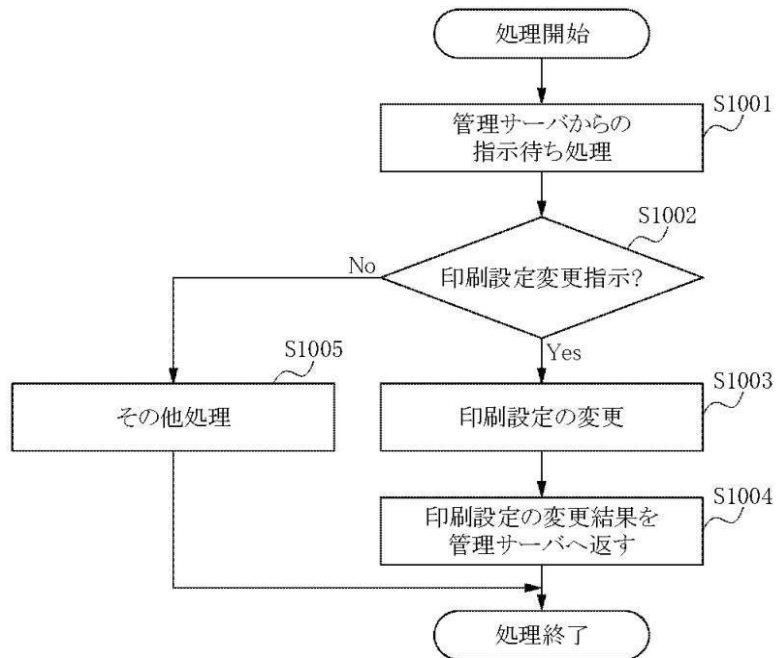 処理開始
S1001
管理サーバからの
指示待ち処理
S1002
印刷設定変更指示?
No
Yes
S1005
その他処理
S1003
印刷設定の変更
S1004
印刷設定の変更結果を
管理サーバへ返す
処理終了